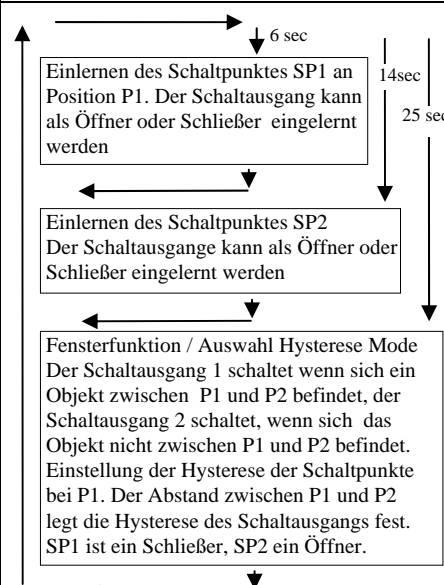 6 sec
Einlernen des Schaltpunktes SP1 an
Position P1. Der Schaltausgang kann
als Öffner oder Schließer eingelernt
werden
14sec
25 sec
Einlernen des Schaltpunktes SP2
Der Schaltausgange kann als Öffner oder
Schließer eingelernt werden
Fensterfunktion / Auswahl Hysterese Mode
Der Schaltausgang 1 schaltet wenn sich ein
Objekt zwischen P1 und P2 befindet, der
Schaltausgang 2 schaltet, wenn sich das
Objekt nicht zwischen P1 und P2 befindet.
Einstellung der Hysterese der Schaltpunkte
bei P1. Der Abstand zwischen P1 und P2
legt die Hysterese des Schaltausgangs fest.
SP1 ist ein Schließer, SP2 ein Öffner.